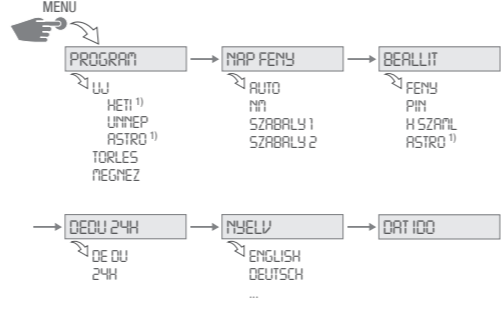 MENU
PROGRAM
NAP FENY
BEALLIT
UJ
HETI 1)
UNNEP
ASTRO 1)
TORLES
MEGNEZ
AUTO
NM
SZABALY 1
SZABALY 2
FENY
PIN
H SZAML
ASTRO 1)
DEDU 24H
NYELV
DAT IDO
DE DU
24H
ENGLISH
DEUTSCH
...